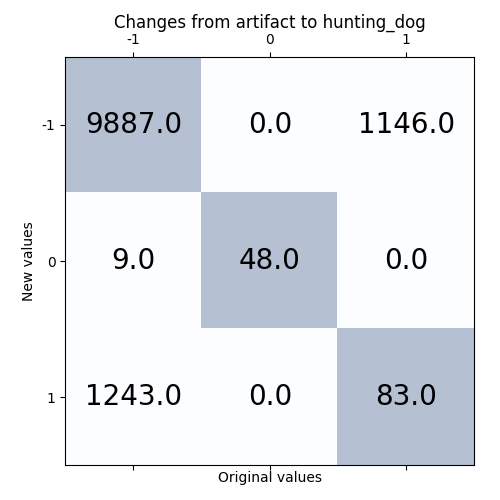 Changes from artifact to hunting_dog
-1 0 1
-1 9887.0 0.0 1146.0
New values
0 9.0 48.0 0.0
1 1243.0 0.0 83.0
Original values